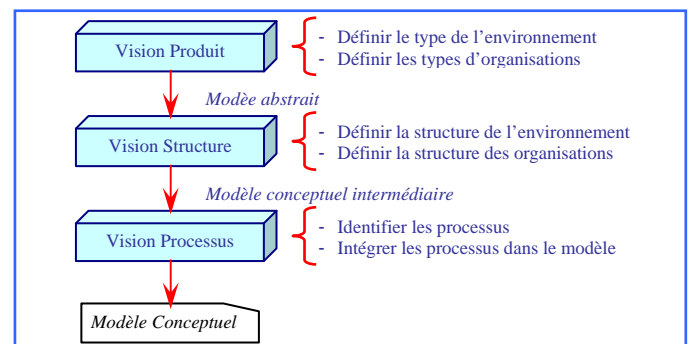 Vision Produit
- Définir le type de l'environnement
- Définir les types d'organisations
Modèe abstrait
Vision Structure
- Définir la structure de l'environnement
- Définir la structure des organisations
Modèle conceptuel intermédiaire
Vision Processus
- Identifier les processus
- Intégrer les processus dans le modèle
Modèle Conceptuel